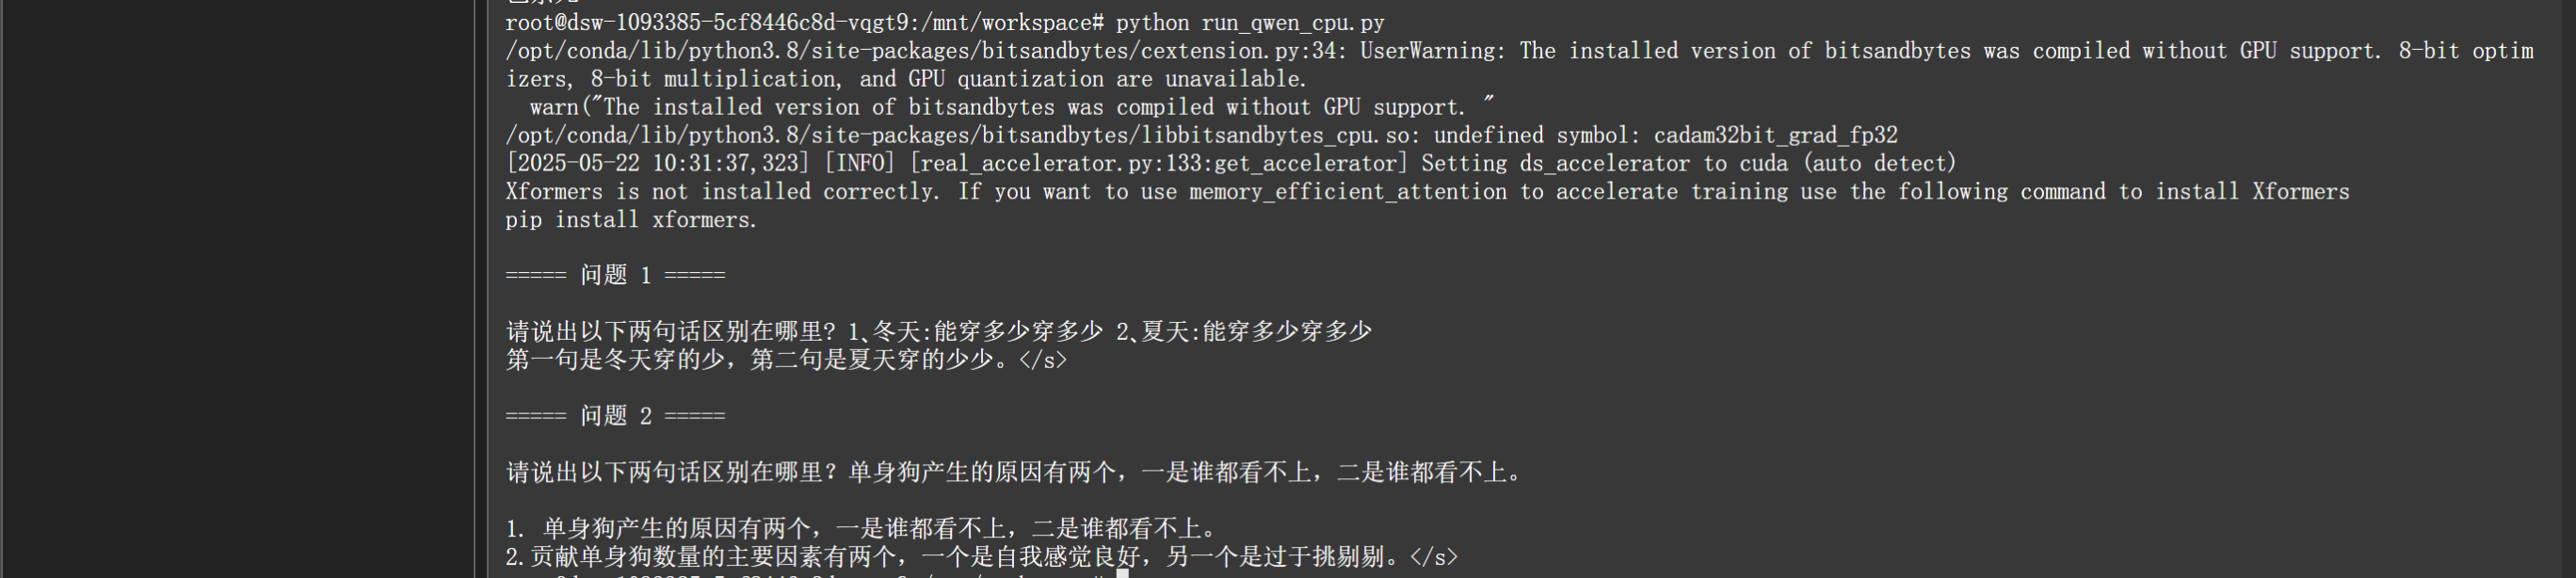 root@dsw-1093385-5cf8446c8d-vqgt9:/mnt/workspace# python run_qwen_cpu.py
/opt/conda/lib/python3.8/site-packages/bitsandbytes/cextension.py:34: UserWarning: The installed version of bitsandbytes was compiled without GPU support. 8-bit optim
izers, 8-bit multiplication, and GPU quantization are unavailable.
  warn("The installed version of bitsandbytes was compiled without GPU support. "
/opt/conda/lib/python3.8/site-packages/bitsandbytes/libbitsandbytes_cpu.so: undefined symbol: cadam32bit_grad_fp32
[2025-05-22 10:31:37,323] [INFO] [real_accelerator.py:133:get_accelerator] Setting ds_accelerator to cuda (auto detect)
Xformers is not installed correctly. If you want to use memory_efficient_attention to accelerate training use the following command to install Xformers
pip install xformers.
===== 问题 1 =====
请说出以下两句话区别在哪里? 1、冬天:能穿多少穿多少 2、夏天:能穿多少穿多少
第一句是冬天穿的少，第二句是夏天穿的少少。</s>
===== 问题 2 =====
请说出以下两句话区别在哪里？单身狗产生的原因有两个，一是谁都看不上，二是谁都看不上。
1. 单身狗产生的原因有两个，一是谁都看不上，二是谁都看不上。
2.贡献单身狗数量的主要因素有两个，一个是自我感觉良好，另一个是过于挑剔剔。</s>